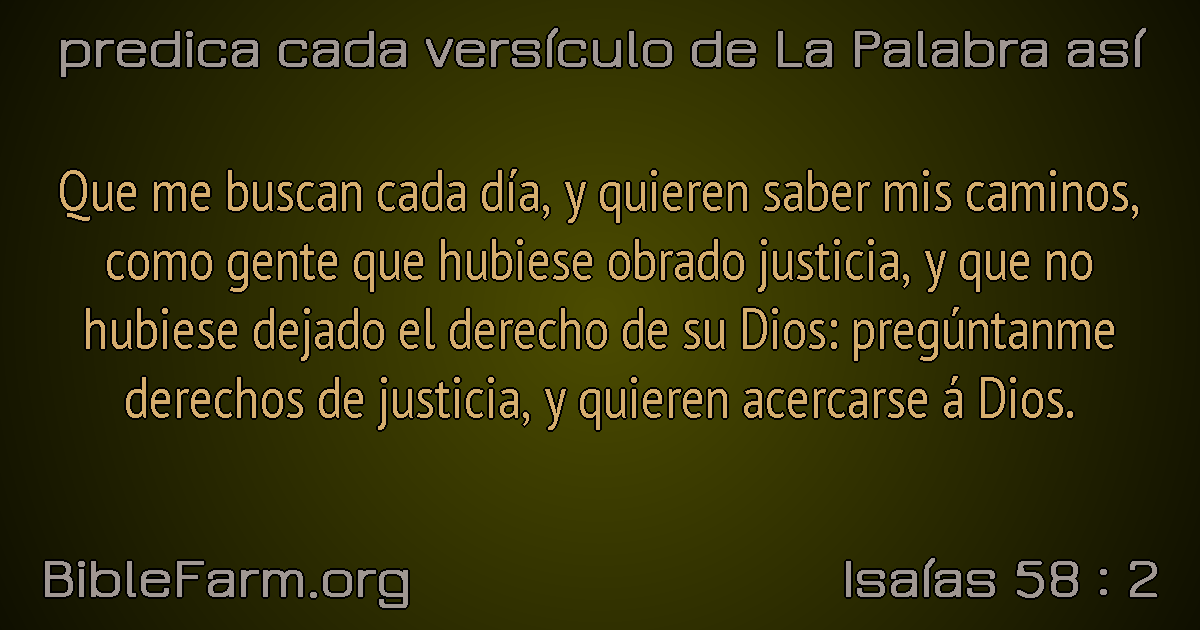 predica cada versículo de La Palabra así
Que me buscan cada día, y quieren saber mis caminos,
como gente que hubiese obrado justicia, y que no
hubiese dejado el derecho de su Dios: pregúntanme
derechos de justicia, y quieren acercarse á Dios.
BibleFarm.org
Isaías 58 : 2